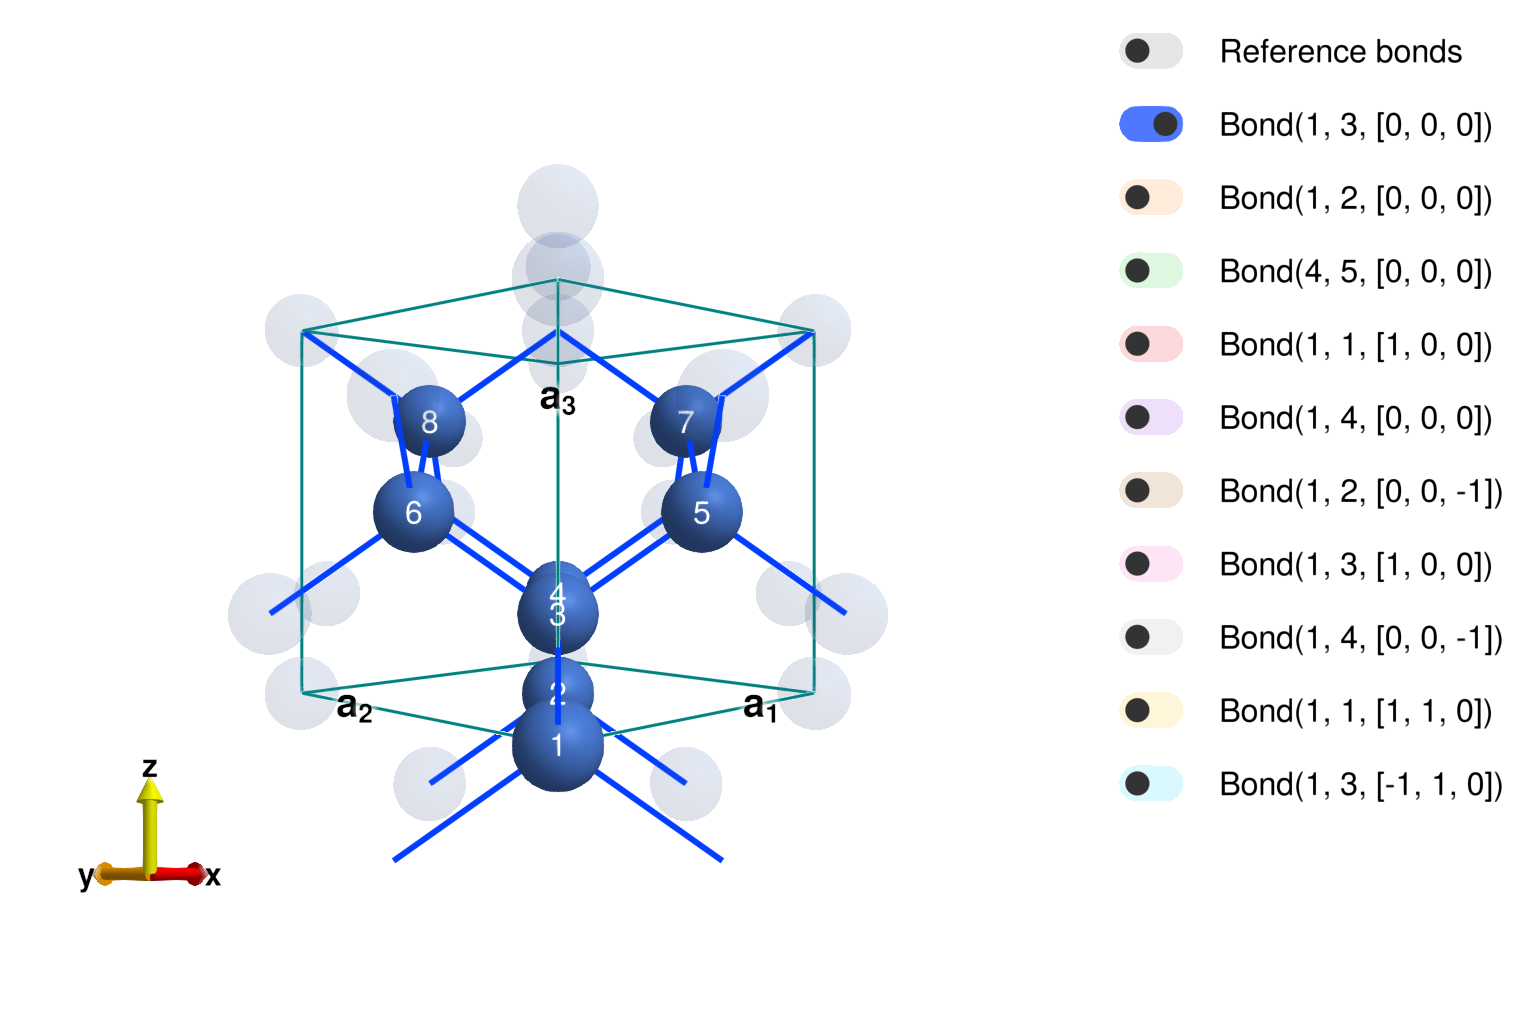 Reference bonds
Bond(1, 3, [0, 0, 0])
Bond(1, 2, [0, 0, 0])
Bond(4, 5, [0, 0, 0])
Bond(1, 1, [1, 0, 0])
Bond(1, 4, [0, 0, 0])
Bond(1, 2, [0, 0, -1])
Bond(1, 3, [1, 0, 0])
Bond(1, 4, [0, 0, -1])
Bond(1, 1, [1, 1, 0])
Bond(1, 3, [-1, 1, 0])
a3
8
7
6
5
4
3
2
a2
a1
1
z
y
x